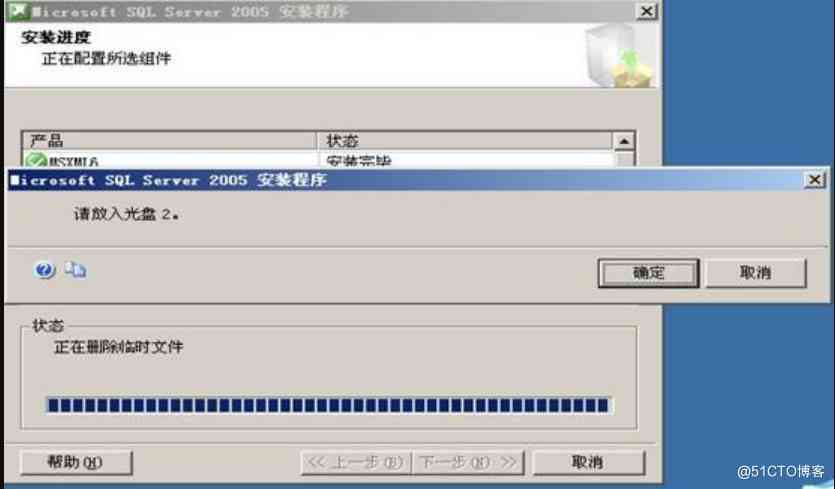 Microsoft SQL Server 2005 安装程序
安装进度
正在配置所选组件
产品 状态
MSXML6 安装完毕
Microsoft SQL Server 2005 安装程序
请放入光盘 2。
确定 取消
状态
正在删除临时文件
帮助(H) << 上一步(B) 下一步(N) >> 取消
@51CTO博客